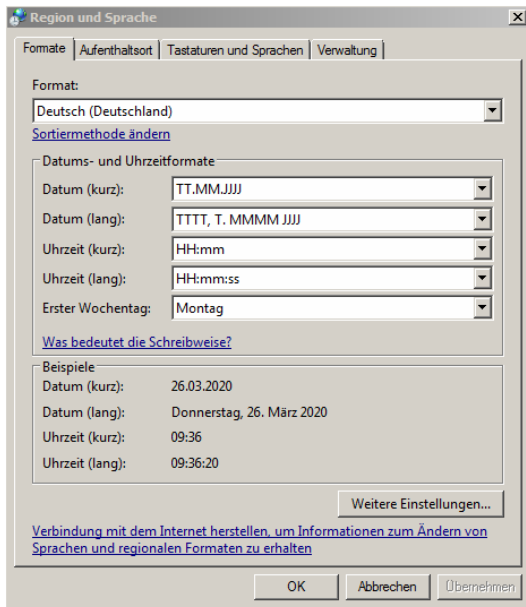 Region und Sprache
Formate Aufenthaltsort Tastaturen und Sprachen Verwaltung
Format:
Deutsch (Deutschland)
Sortiermethode ändern
Datums- und Uhrzeitformate
Datum (kurz): TT.MM.JJJJ
Datum (lang): TTTT, T. MMMM JJJJ
Uhrzeit (kurz): HH:mm
Uhrzeit (lang): HH:mm:ss
Erster Wochentag: Montag
Was bedeutet die Schreibweise?
Beispiele
Datum (kurz): 26.03.2020
Datum (lang): Donnerstag, 26. März 2020
Uhrzeit (kurz): 09:36
Uhrzeit (lang): 09:36:20
Weitere Einstellungen...
Verbindung mit dem Internet herstellen, um Informationen zum Ändern von
Sprachen und regionalen Formaten zu erhalten
OK Abbrechen Übernehmen